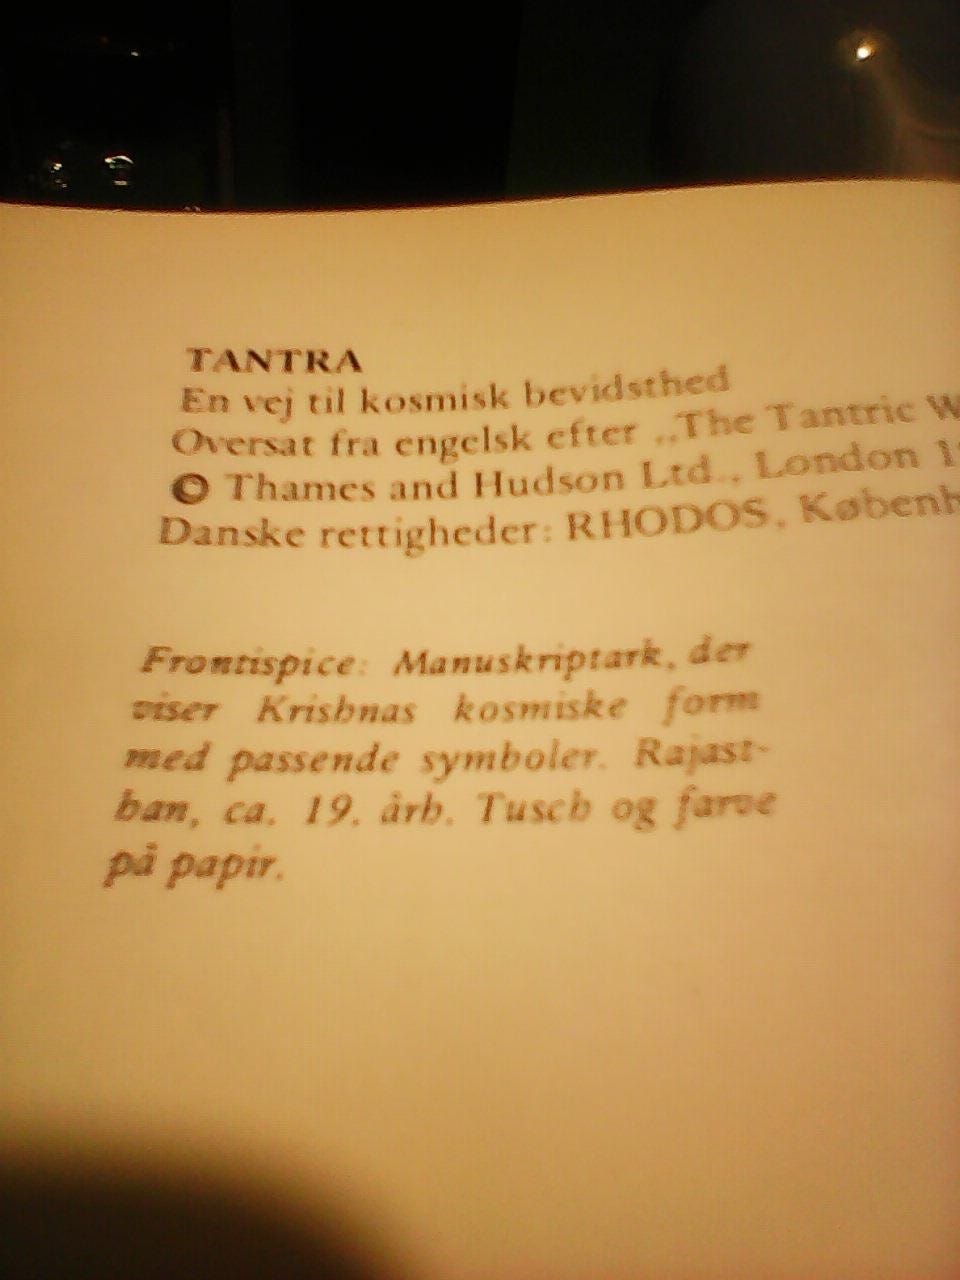 TANTRA
En vej til kosmisk bevidsthed
Oversat fra engelsk efter „The Tantric
© Thames and Hudson Ltd., London
Danske rettigheder: RHODOS, Københ
Frontispice: Manuskriptark, der
viser Krishnas kosmiske form
med passende symboler. Rajast-
han, ca. 19. årh. Tusch og farve
på papir.